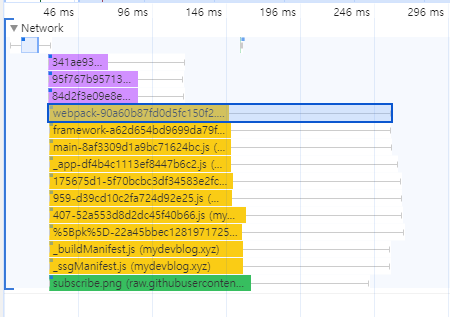 46 ms 96 ms 146 ms 196 ms 246 ms 296 ms
Network
341ae93...
95f767b95713...
84d2f3e09e8e...
webpack-90a60b87fd0d5fc150f2...
framework-a62d654bd9699da79f...
main-8af3309d1a9bc71624bc.js (...
_app-df4b4c1113ef8447b6c2.js (...
175675d1-5f70bcbc3df34583e2fc...
959-d39cd10c2fa724d92e25.js (...
407-52a553d8d2dc45f40b66.js (my...
%5Bpk%5D-22a45bbec1281971725...
_buildManifest.js (mydevblog.xyz)
_ssgManifest.js (mydevblog.xyz)
subscribe.png (raw.githubuserconten...